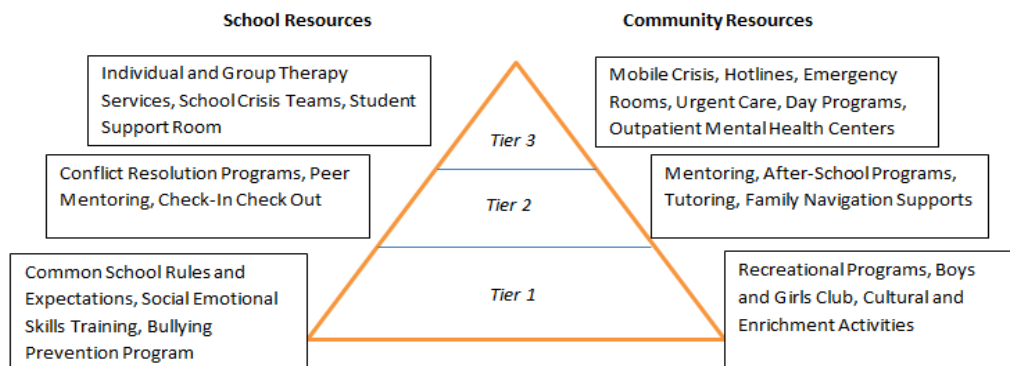 School Resources
Community Resources
Individual and Group Therapy
Services, School Crisis Teams, Student
Support Room
Mobile Crisis, Hotlines, Emergency
Rooms, Urgent Care, Day Programs,
Outpatient Mental Health Centers
Tier 3
Conflict Resolution Programs, Peer
Mentoring, Check-In Check Out
Mentoring, After-School Programs,
Tutoring, Family Navigation Supports
Tier 2
Common School Rules and
Expectations, Social Emotional
Skills Training, Bullying
Prevention Program
Tier 1
Recreational Programs, Boys
and Girls Club, Cultural and
Enrichment Activities